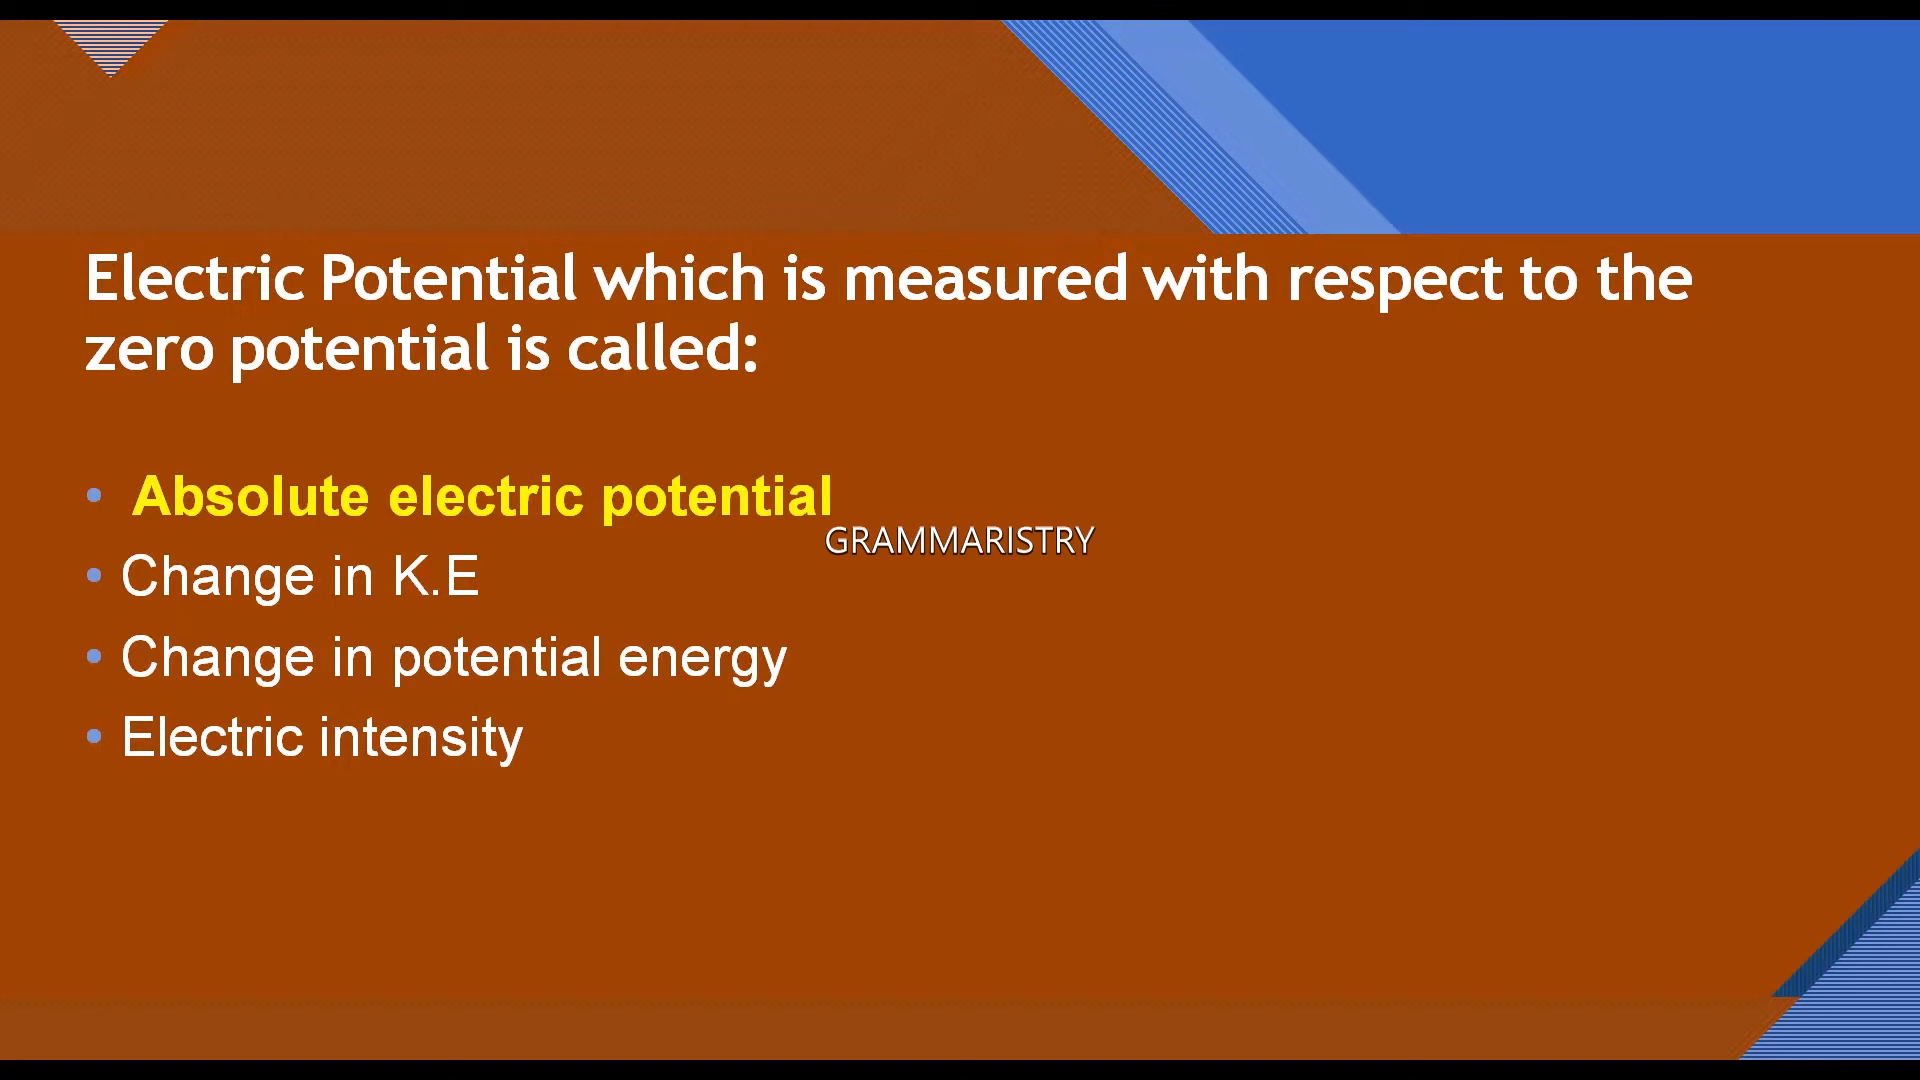 Electric Potential which is measured with respect to the
zero potential is called:
• Absolute electric potential
GRAMMARISTRY
• Change in K.E
• Change in potential energy
• Electric intensity